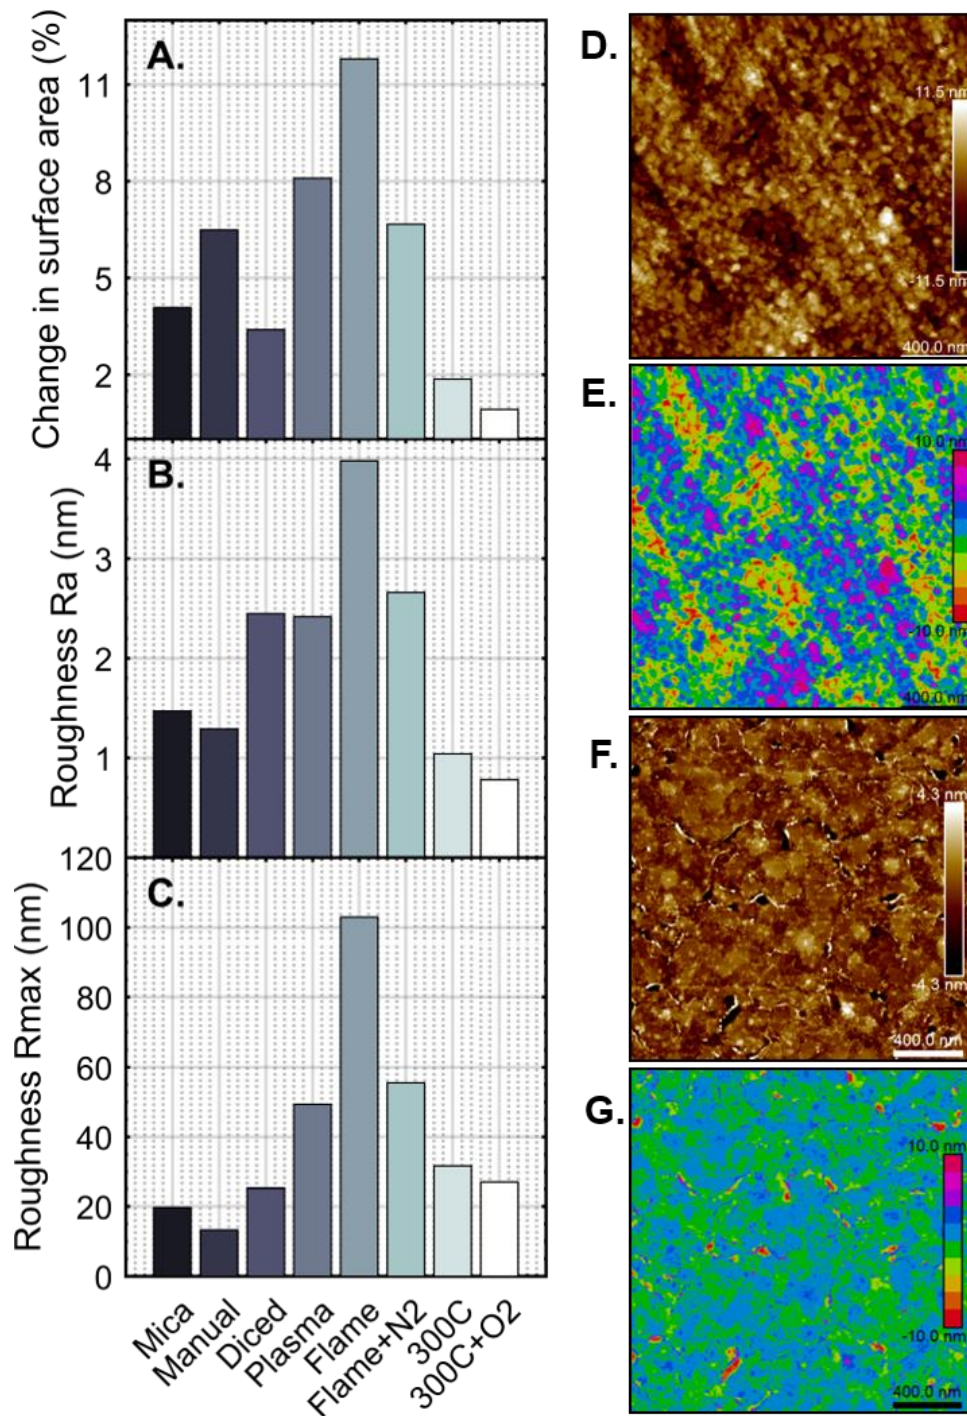 A.
Change in surface area (%)
11
8
5
2
B.
Roughness Ra (nm)
4
3
2
1
C.
Roughness Rmax (nm)
120
100
80
60
40
20
0
Mica
Manual
Diced
Plasma
Flame
Flame+N2
300C
300C+O2
D.
11.5 nm
-11.5 nm
400.0 nm
E.
10.0 nm
-10.0 nm
400.0 nm
F.
4.3 nm
-4.3 nm
400.0 nm
G.
10.0 nm
-10.0 nm
400.0 nm